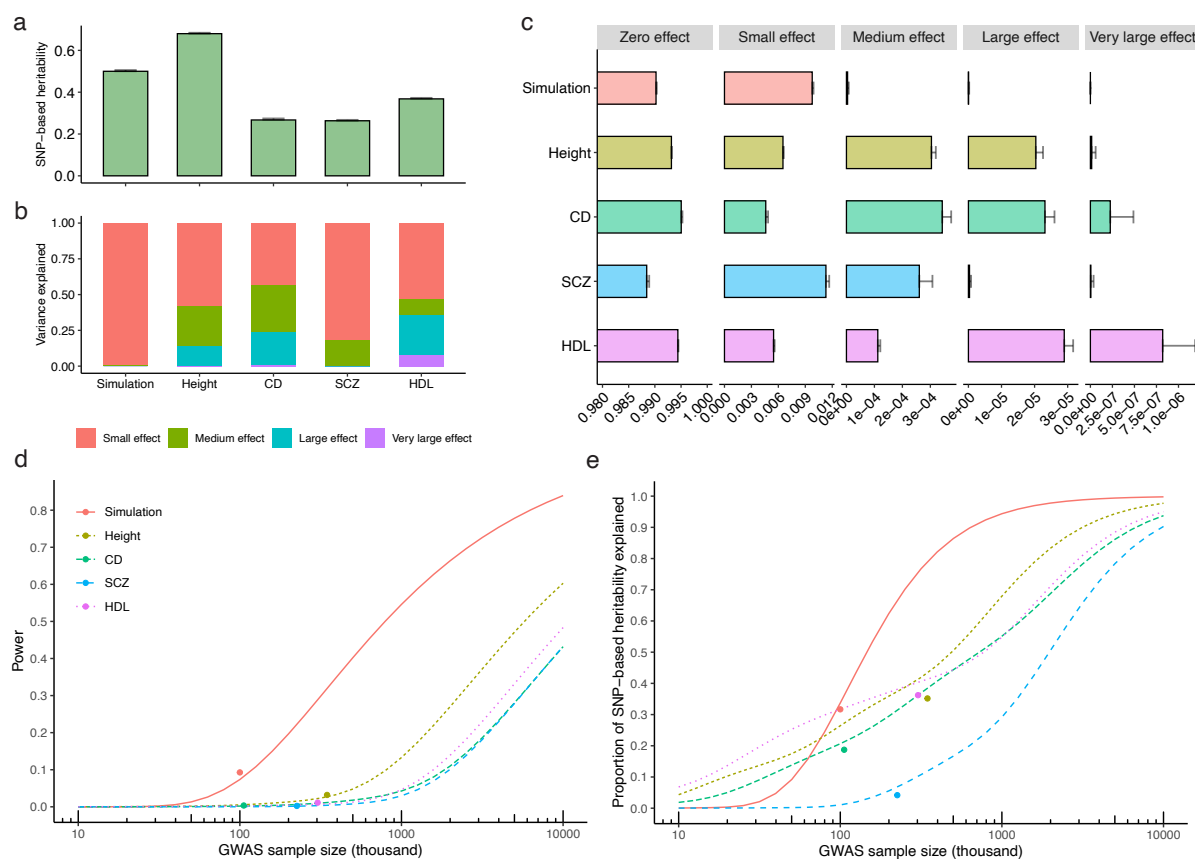 a
SNP-based heritability
0.6
0.4
0.2
0.0
b
Variance explained
1.00
0.75
0.50
0.25
0.00
Simulation Height CD SCZ HDL
Small effect Medium effect Large effect Very large effect
c
Zero effect Small effect Medium effect Large effect Very large effect
Simulation
Height
CD
SCZ
HDL
0.980 0.985 0.990 0.995 1.000 0.000 0.003 0.006 0.009 0.012 0e+00 1e-04 2e-04 3e-04 0e+00 1e-05 2e-05 3e-05 0.0e+00 2.5e-07 5.0e-07 7.5e-07 1.0e-06
d
Power
0.8
0.7
0.6
0.5
0.4
0.3
0.2
0.1
0.0
Simulation
Height
CD
SCZ
HDL
10 100 1000 10000
GWAS sample size (thousand)
e
Proportion of SNP-based heritability explained
1.0
0.9
0.8
0.7
0.6
0.5
0.4
0.3
0.2
0.1
0.0
10 100 1000 10000
GWAS sample size (thousand)